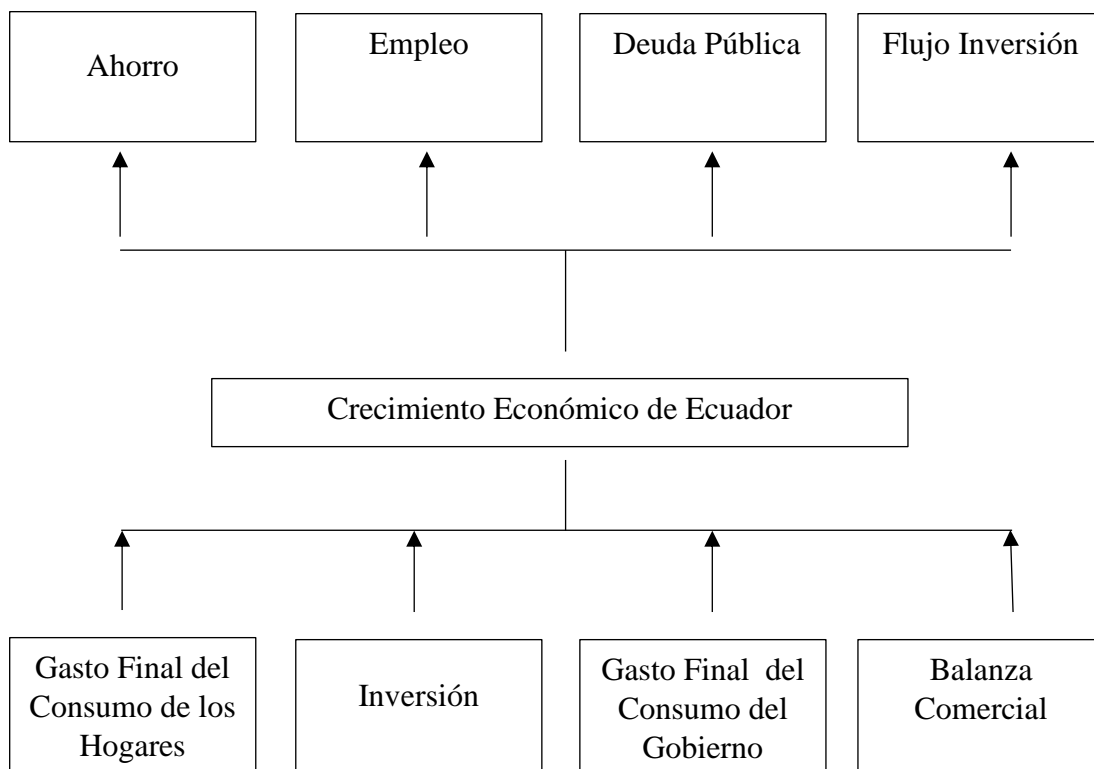 Ahorro
Empleo
Deuda Pública
Flujo Inversión
Crecimiento Económico de Ecuador
Gasto Final del
Consumo de los
Hogares
Inversión
Gasto Final del
Consumo del
Gobierno
Balanza
Comercial